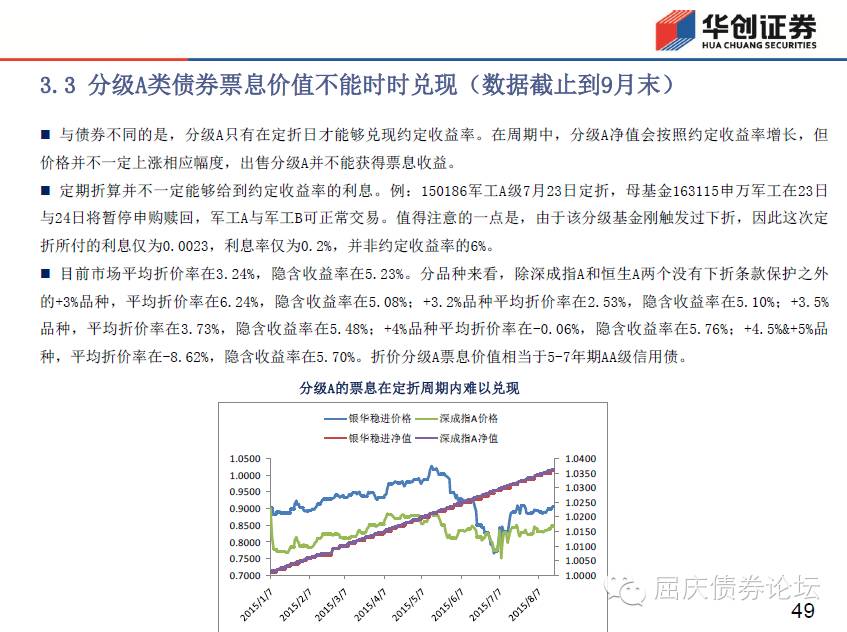 华创证券
HUA CHUANG SECURITIES
3.3 分级A类债券票息价值不能时时兑现（数据截止到9月末）
■ 与债券不同的是，分级A只有在定折日才能够兑现约定收益率。在周期中，分级A净值会按照约定收益率增长，但
价格并不一定上涨相应幅度，出售分级A并不能获得票息收益。
■ 定期折算并不一定能够给到约定收益率的利息。例：150186军工A级7月23日定折，母基金163115申万军工在23日
与24日将暂停申购赎回，军工A与军工B可正常交易。值得注意的一点是，由于该分级基金刚触发过下折，因此这次定
折所付的利息仅为0.0023，利息率仅为0.2%，并非约定收益率的6%。
■ 目前市场平均折价率在3.24%，隐含收益率在5.23%。分品种来看，除深成指A和恒生A两个没有下折条款保护之外
的+3%品种，平均折价率在6.24%，隐含收益率在5.08%；+3.2%品种平均折价率在2.53%，隐含收益率在5.10%；+3.5%
品种，平均折价率在3.73%，隐含收益率在5.48%；+4%品种平均折价率在-0.06%，隐含收益率在5.76%；+4.5%&+5%品
种，平均折价率在-8.62%，隐含收益率在5.70%。折价分级A票息价值相当于5-7年期AA级信用债。
分级A的票息在定折周期内难以兑现
银华稳进价格 深成指A价格
银华稳进净值 深成指A净值
1.0500 1.0400
1.0000 1.0350
0.9500 1.0300
0.9000 1.0250
0.8500 1.0200
0.8000 1.0150
0.7500 1.0100
0.7000 1.0050
1.0000
2015/1/7 2015/2/7 2015/3/7 2015/4/7 2015/5/7 2015/6/7 2015/7/7 2015/8/7
屈庆债券论坛
49